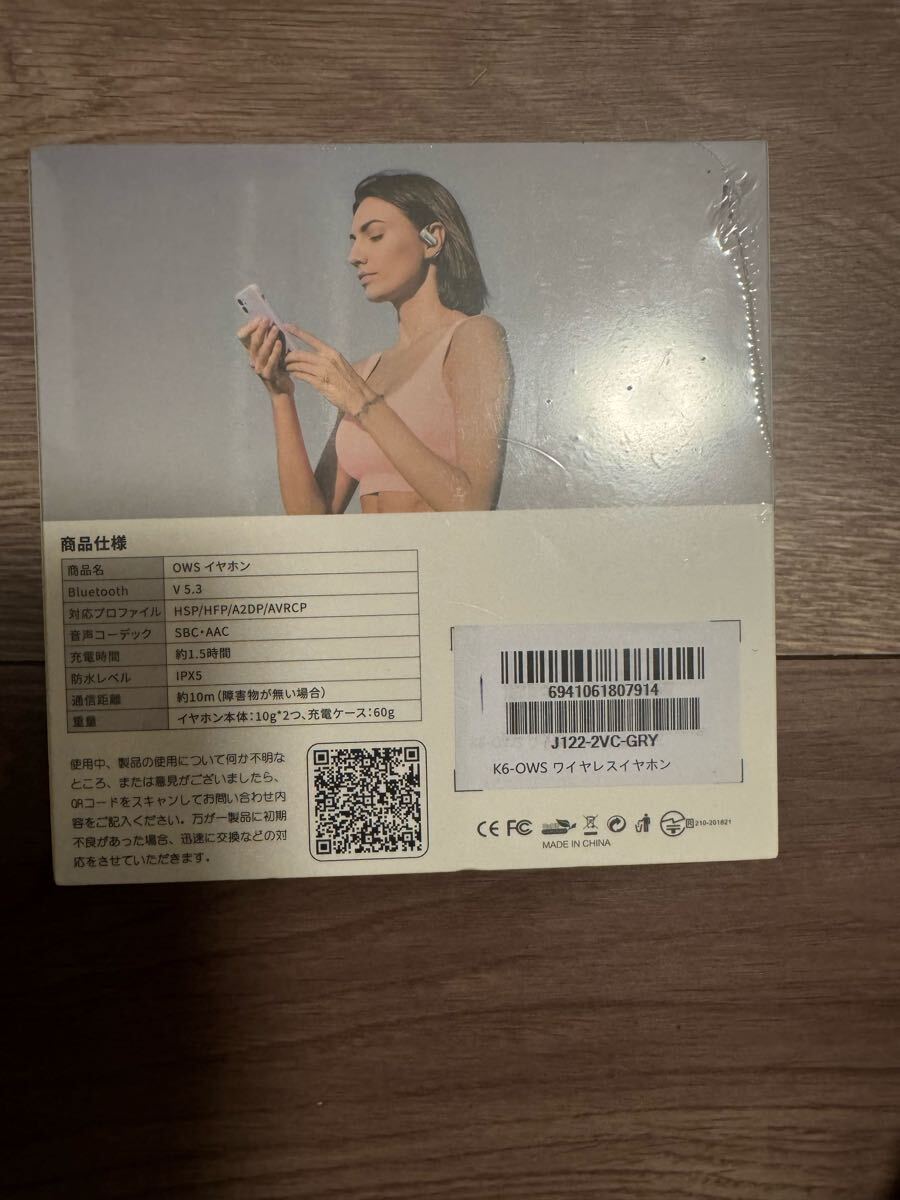 商品仕様
商品名 OWS イヤホン
Bluetooth V 5.3
対応プロファイル HSP/HFP/A2DP/AVRCP
音声コーデック SBC・AAC
充電時間 約1.5時間
防水レベル IPX5
通信距離 約10m（障害物が無い場合）
重量 イヤホン本体：10g*2つ、充電ケース：60g
使用中、製品の使用について何か不明な
ところ、または意見がございましたら、
QRコードをスキャンしてお問い合わせ内
容をご記入ください。万が一製品に初期
不良があった場合、迅速に交換などの対
応をさせていただきます。
6941061807914
J122-2VC-GRY
K6-OWS ワイヤレスイヤホン
CE FC
R 210-201821
MADE IN CHINA